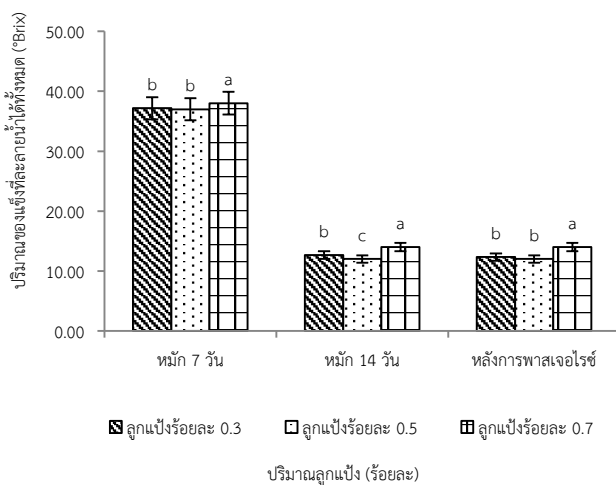 ปริมาณของแข็งที่ละลายน้ำได้ทั้งหมด (°Brix)
50.00
40.00
30.00
20.00
10.00
0.00
b b a
b c a
b b a
หมัก 7 วัน
หมัก 14 วัน
หลังการพาสเจอไรซ์
ลูกแป้งร้อยละ 0.3 ลูกแป้งร้อยละ 0.5 ลูกแป้งร้อยละ 0.7
ปริมาณลูกแป้ง (ร้อยละ)